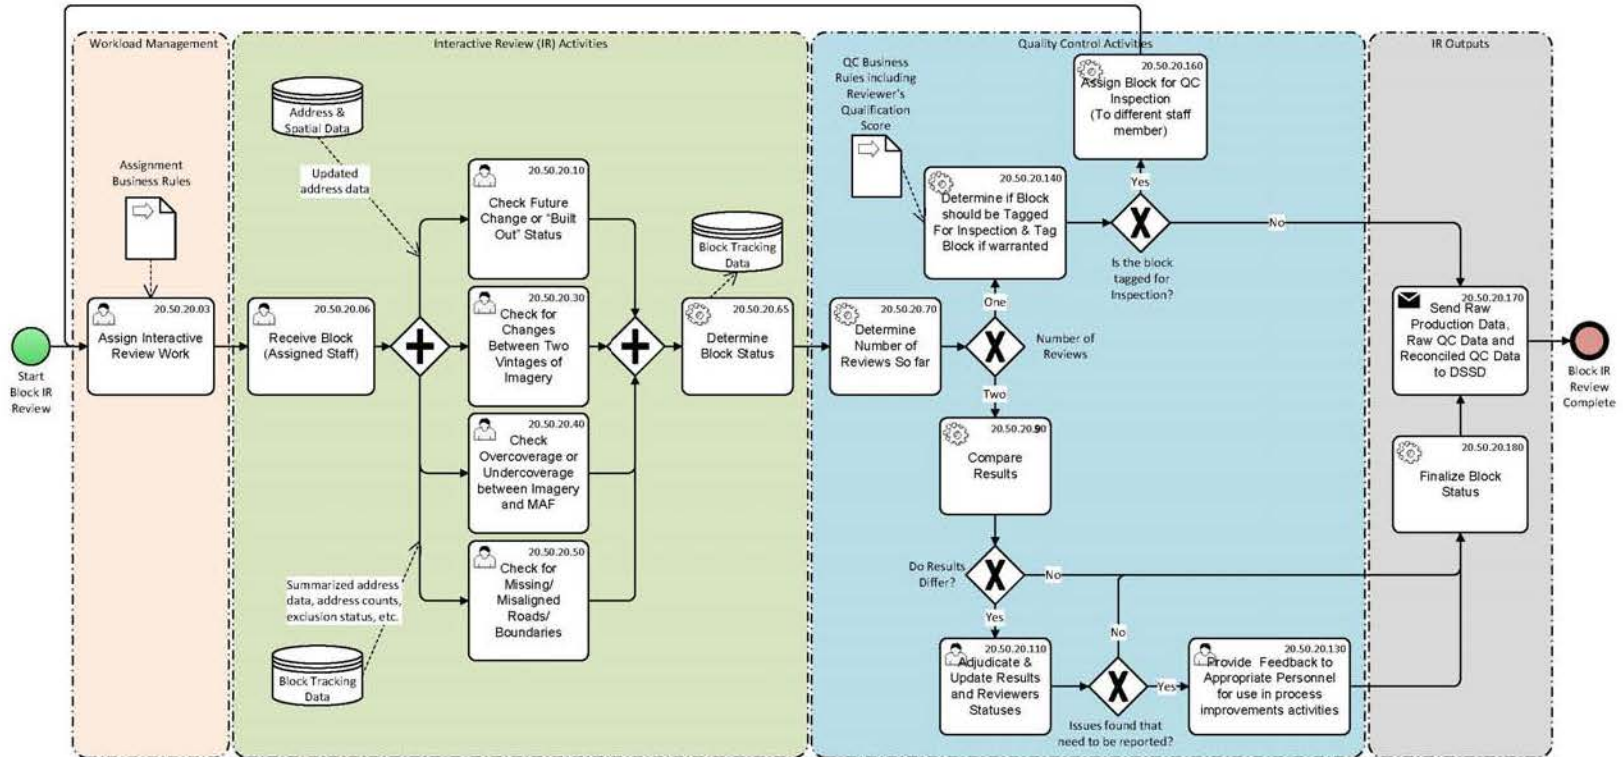 Workload Management
Interactive Review (IR) Activities
Quality Control Activities
IR Outputs
Start
Block IR
Review
Assignment
Business Rules
20.50.20.03
Assign Interactive
Review Work
Address &
Spatial Data
Updated
address data
20.50.20.06
Receive Block
(Assigned Staff)
20.50.20.10
Check Future
Change or "Built
Out" Status
20.50.20.30
Check for
Changes
Between Two
Vintages of
Imagery
20.50.20.40
Check
Overcoverage or
Undercoverage
between Imagery
and MAF
20.50.20.50
Check for
Missing/
Misaligned
Roads/
Boundaries
Summarized address
data, address counts,
exclusion status, etc.
Block Tracking
Data
Block Tracking
Data
20.50.20.65
Determine
Block Status
QC Business
Rules including
Reviewer's
Qualification
Score
20.50.20.70
Determine
Number of
Reviews So far
Number of
Reviews
One
Two
20.50.20.140
Determine if Block
should be Tagged
For Inspection & Tag
Block if warranted
Is the block
tagged for
Inspection?
Yes
No
20.50.20.160
Assign Block for QC
Inspection
(To different staff
member)
20.50.20.90
Compare
Results
Do Results
Differ?
No
Yes
20.50.20.110
Adjudicate &
Update Results
and Reviewers
Statuses
Issues found that
need to be reported?
No
Yes
20.50.20.130
Provide Feedback to
Appropriate Personnel
for use in process
improvements activities
20.50.20.170
Send Raw
Production Data,
Raw QC Data and
Reconciled QC Data
to DSSD
20.50.20.180
Finalize Block
Status
Block IR
Review
Complete